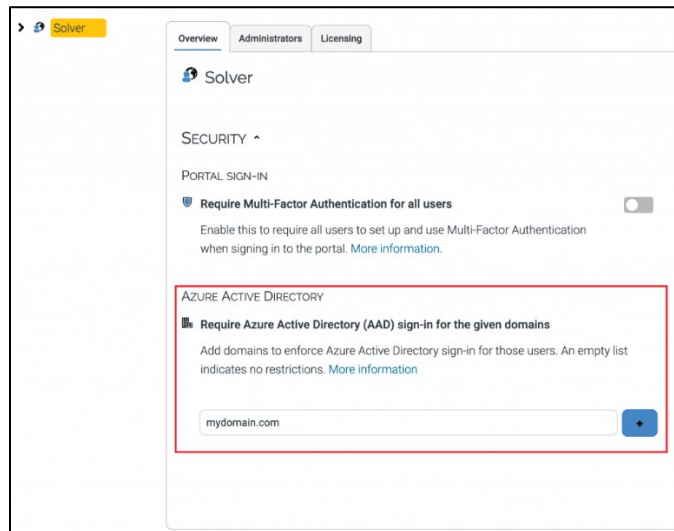 Solver
Overview
Administrators
Licensing
Solver
SECURITY
PORTAL SIGN-IN
Require Multi-Factor Authentication for all users
Enable this to require all users to set up and use Multi-Factor Authentication
when signing in to the portal. More information.
AZURE ACTIVE DIRECTORY
Require Azure Active Directory (AAD) sign-in for the given domains
Add domains to enforce Azure Active Directory sign-in for those users. An empty list
indicates no restrictions. More information
mydomain.com
+